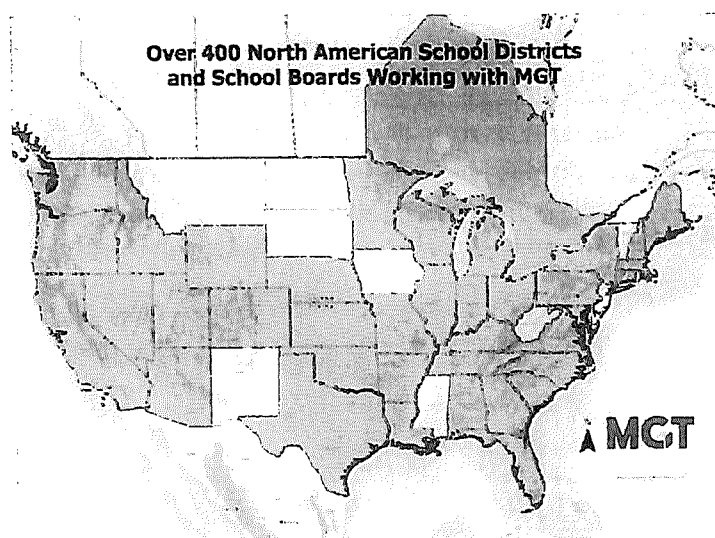 Over 400 North American School Districts
and School Boards Working with MGT
MGT